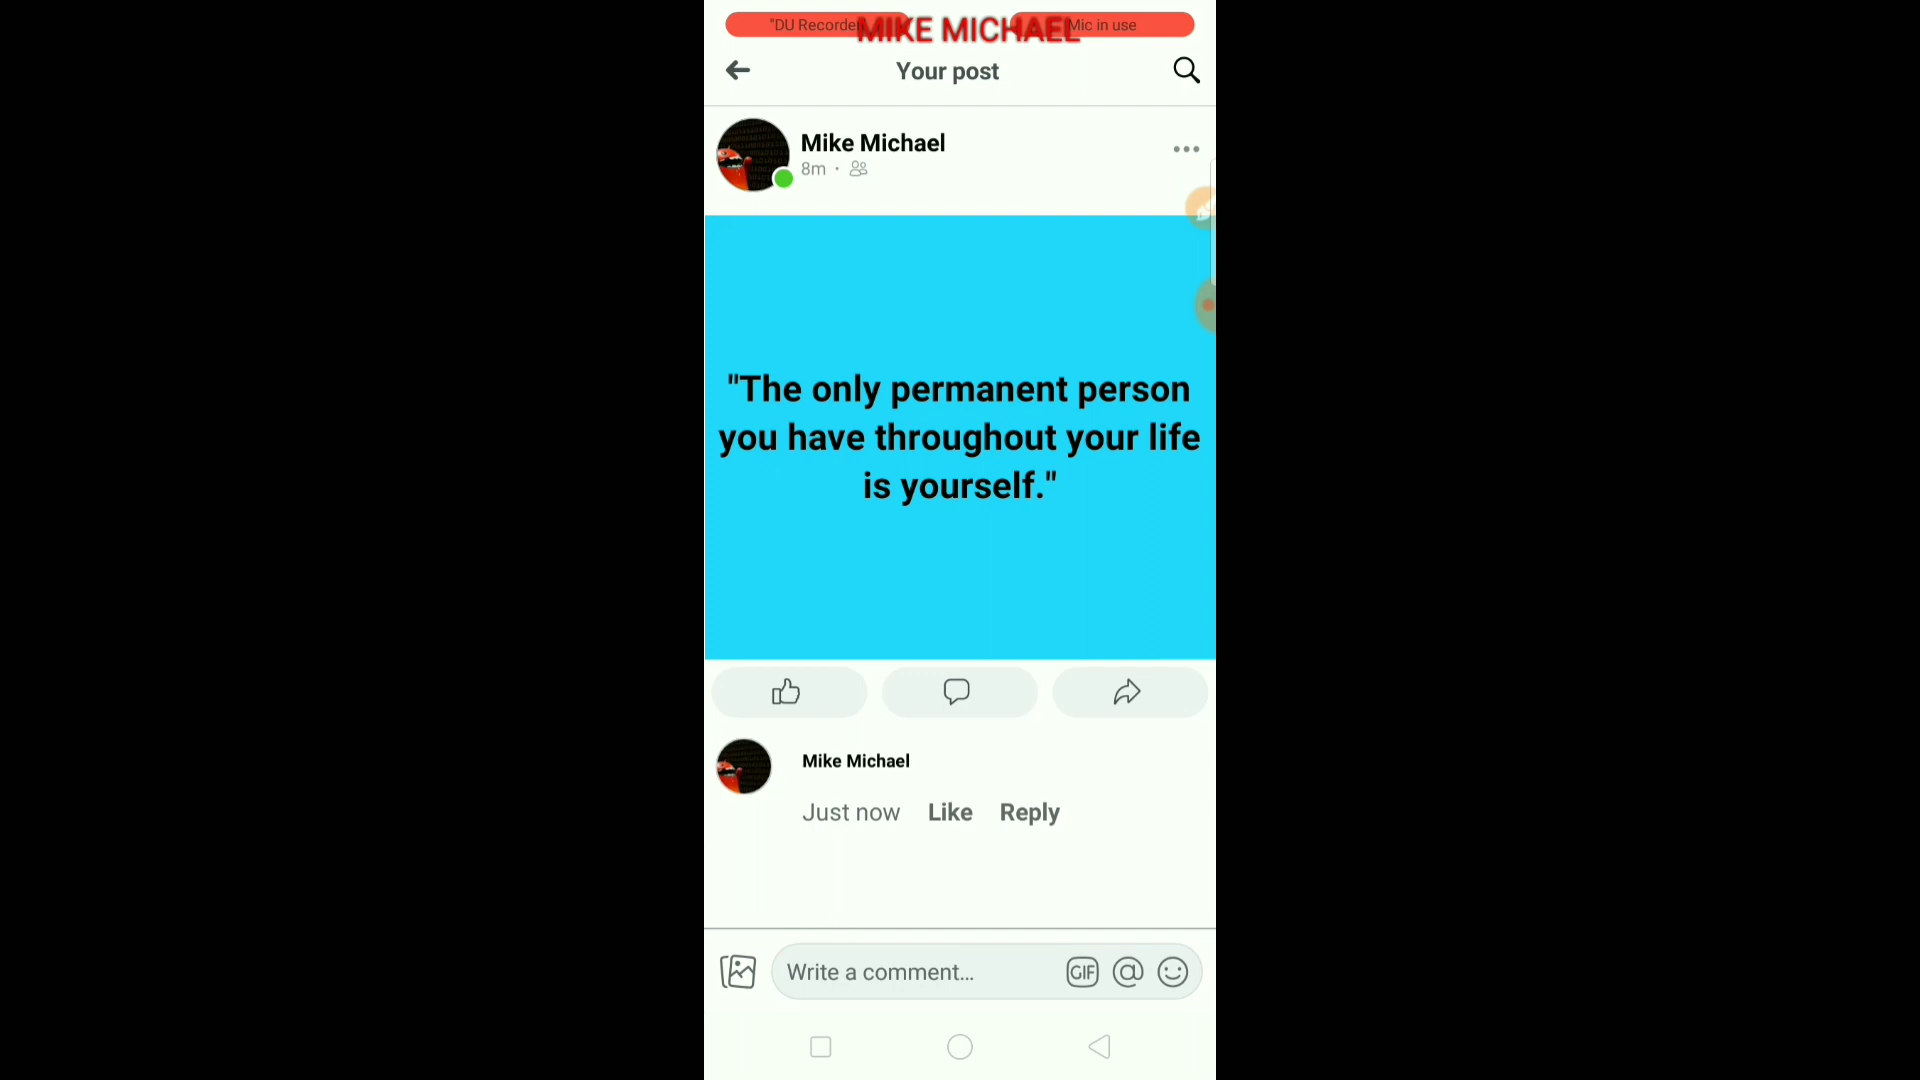 "DU Recorder
MIKE MICHAEL
Mic in use
Your post
Mike Michael
8m ·
"The only permanent person
you have throughout your life
is yourself."
Mike Michael
Just now Like Reply
Write a comment...
GIF @